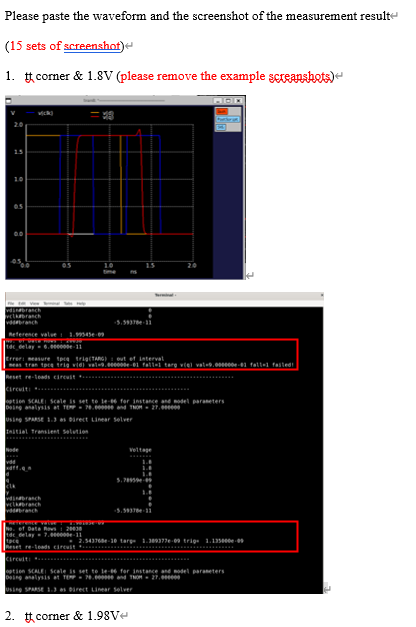 Please paste the waveform and the screenshot of the measurement result
(15 sets of screenshot)
1. tt corner & 1.8V (please remove the example screanshots)
V
v(clk)
v(d)
v(q)
2.0
1.5
1.0
0.5
0.0
-0.5
0.0 0.5 1.0 1.5 2.0
time ns
Terminal -
File Edit View Terminal Tabs Help
vdin#branch 0
vclk#branch 0
vdd#branch -5.59378e-11
Reference value : 1.99545e-09
No. of Data Rows : 20038
tdc_delay = 6.000000e-11
Error: measure tpcq trig(TARG) : out of interval
meas tran tpcq trig v(d) val=9.000000e-01 fall=1 targ v(q) val=9.000000e-01 fall=1 failed!
Reset re-loads circuit *
Circuit: *
option SCALE: Scale is set to 1e-06 for instance and model parameters
Doing analysis at TEMP = 70.000000 and TNOM = 27.000000
Using SPARSE 1.3 as Direct Linear Solver
Initial Transient Solution
Node Voltage
vdd 1.8
xdff.q_n 1.8
d 1.8
q 5.78959e-09
clk 0
y 1.8
vdin#branch 0
vclk#branch 0
vdd#branch -5.59378e-11
No. of Data Rows : 20038
tdc_delay = 7.000000e-11
tpcq = 2.543768e-10 targ= 1.389377e-09 trig= 1.135000e-09
Reset re-loads circuit *
Circuit: *
option SCALE: Scale is set to 1e-06 for instance and model parameters
Doing analysis at TEMP = 70.000000 and TNOM = 27.000000
Using SPARSE 1.3 as Direct Linear Solver
2. tt corner & 1.98V